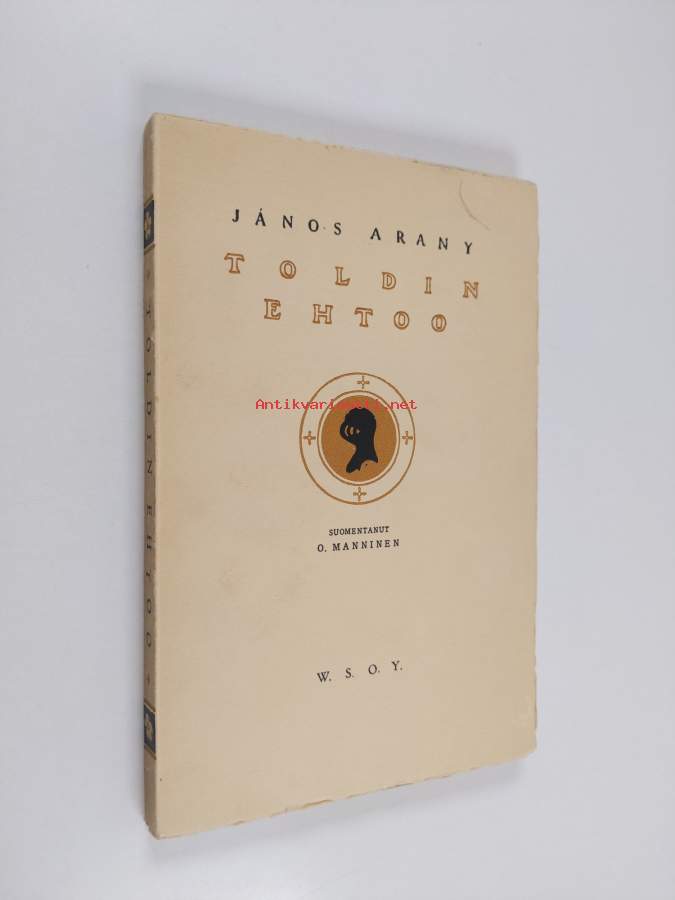 JÁNOS ARANY
TOLDIN
EHTOO
Antikvariaatti.net
SUOMENTANUT
O. MANNINEN
W. S. O. Y.
TOLDIN EHTOO